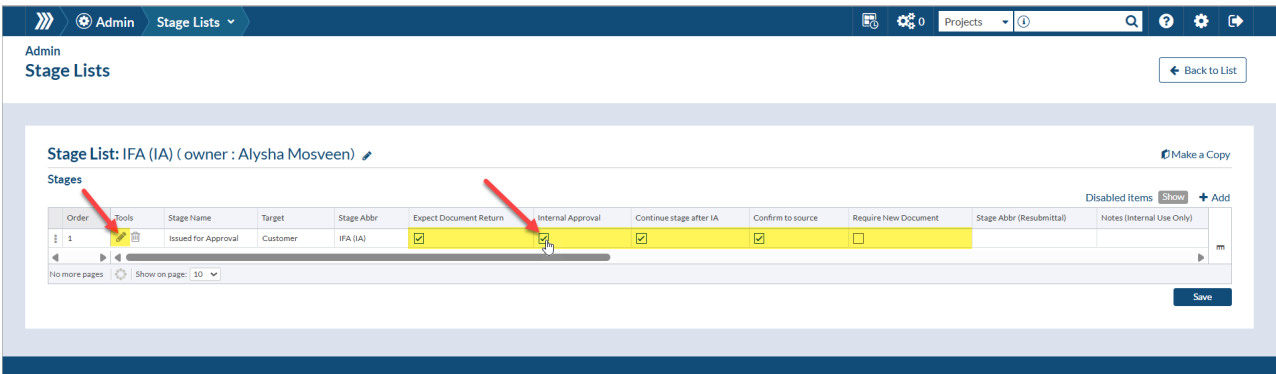 Admin Stage Lists 0 Projects
Admin
Stage Lists
Back to List
Stage List: IFA (IA) ( owner : Alysha Mosveen)
Make a Copy
Stages
Disabled items Show + Add
Order Tools Stage Name Target Stage Abbr Expect Document Return Internal Approval Continue stage after IA Confirm to source Require New Document Stage Abbr (Resubmittal) Notes (Internal Use Only)
1 Issued for Approval Customer IFA (IA)
No more pages Show on page: 10
Save